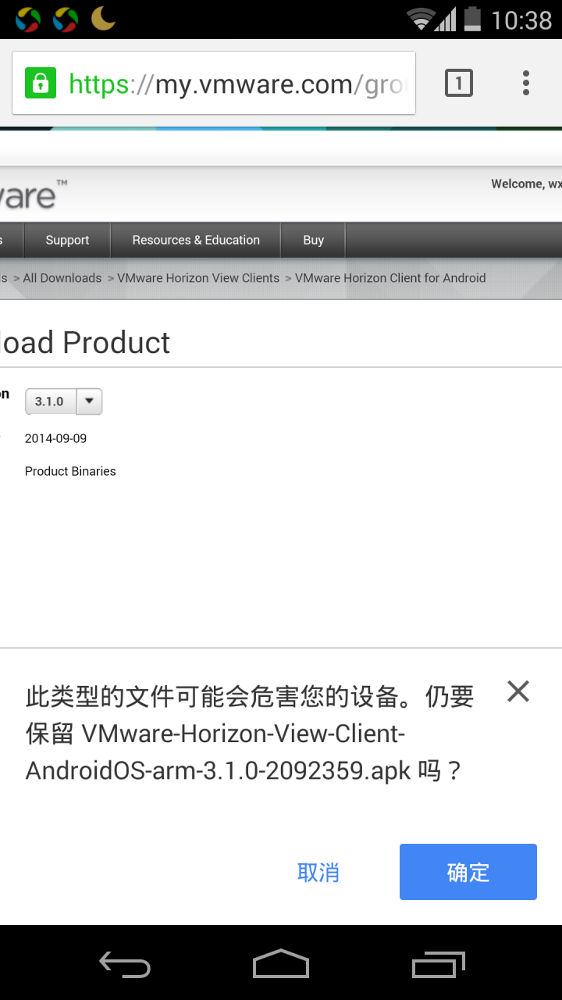 10:38
https://my.vmware.com/gro
1
ware™
Welcome, wx
s
Support
Resources & Education
Buy
ls > All Downloads > VMware Horizon View Clients > VMware Horizon Client for Android
load Product
on
3.1.0
2014-09-09
Product Binaries
此类型的文件可能会危害您的设备。仍要
保留 VMware-Horizon-View-Client-
AndroidOS-arm-3.1.0-2092359.apk 吗？
取消
确定